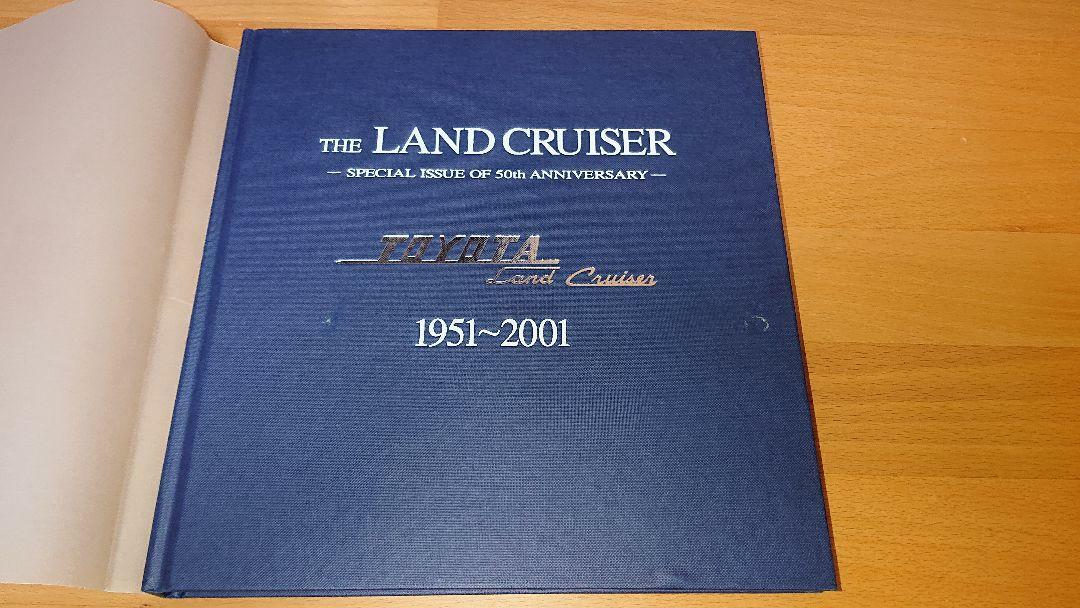 THE LAND CRUISER
— SPECIAL ISSUE OF 50th ANNIVERSARY —
TOYOTA
Land Cruiser
1951~2001